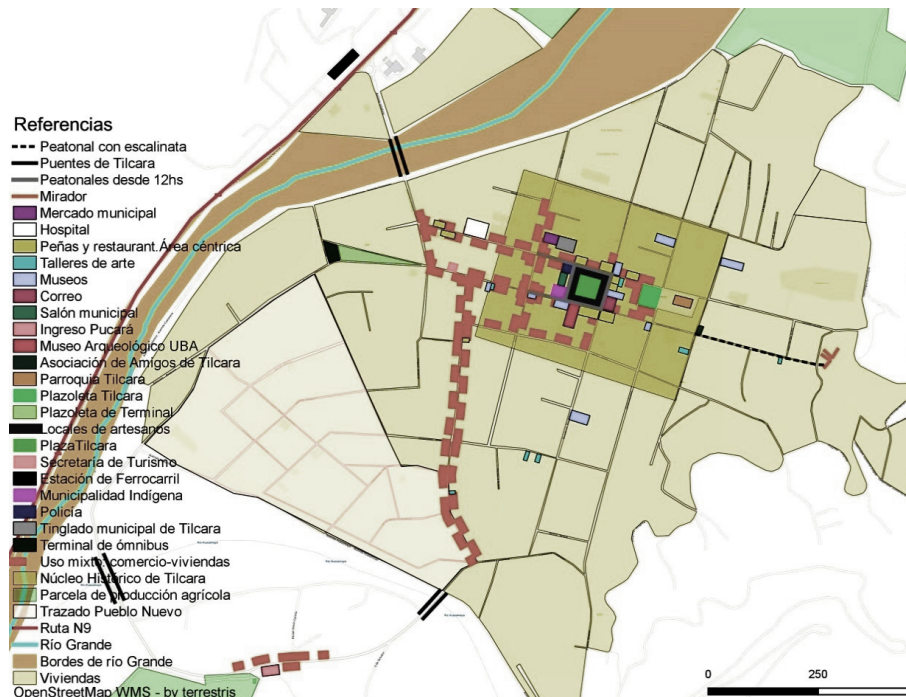 Referencias
Peatonal con escalinata
Puentes de Tilcara
Peatonales desde 12hs
Mirador
Mercado municipal
Hospital
Peñas y restaurant.Área céntrica
Talleres de arte
Museos
Correo
Salón municipal
Ingreso Pucará
Museo Arqueológico UBA
Asociación de Amigos de Tilcara
Parroquia Tilcara
Plazoleta Tilcara
Plazoleta de Terminal
Locales de artesanos
PlazaTilcara
Secretaría de Turismo
Estación de Ferrocarril
Municipalidad Indígena
Policía
Tinglado municipal de Tilcara
Terminal de ómnibus
Uso mixto: comercio-viviendas
Núcleo Histórico de Tilcara
Parcela de producción agrícola
Trazado Pueblo Nuevo
Ruta N9
Río Grande
Bordes de río Grande
Viviendas
OpenStreetMap WMS - by terrestris
0 250